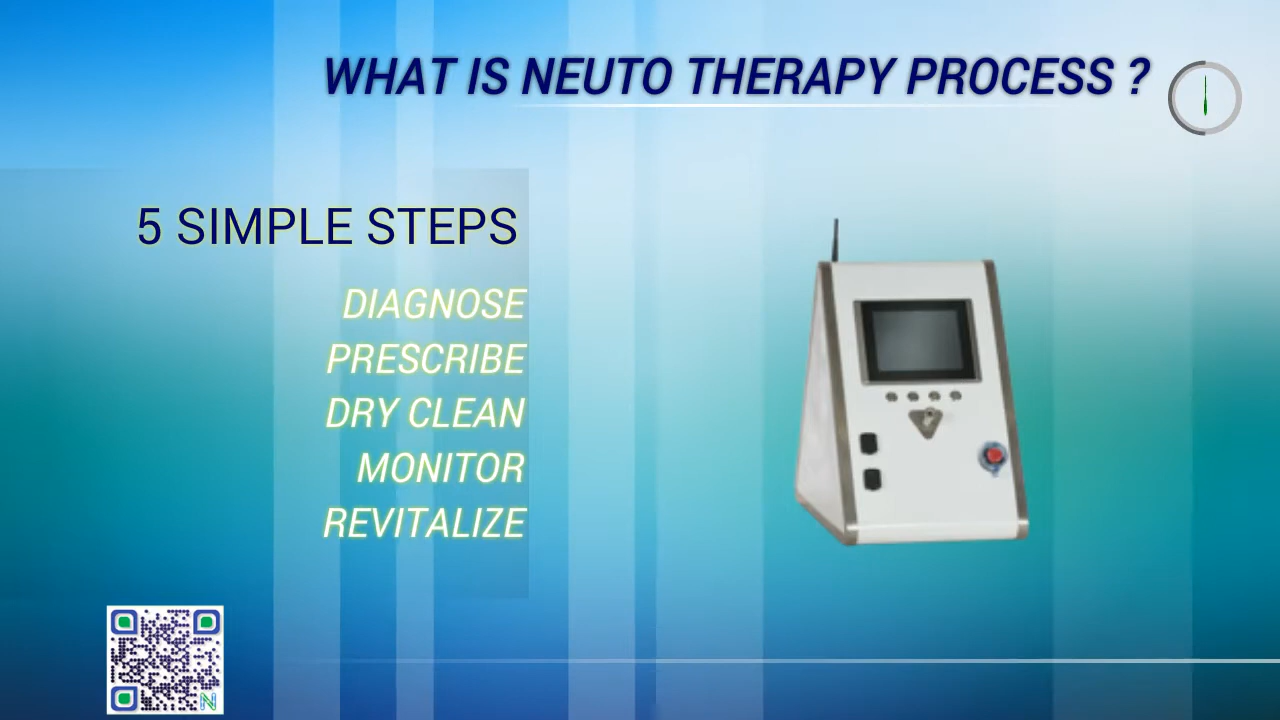 WHAT IS NEUTO THERAPY PROCESS ?
5 SIMPLE STEPS
DIAGNOSE
PRESCRIBE
DRY CLEAN
MONITOR
REVITALIZE
N